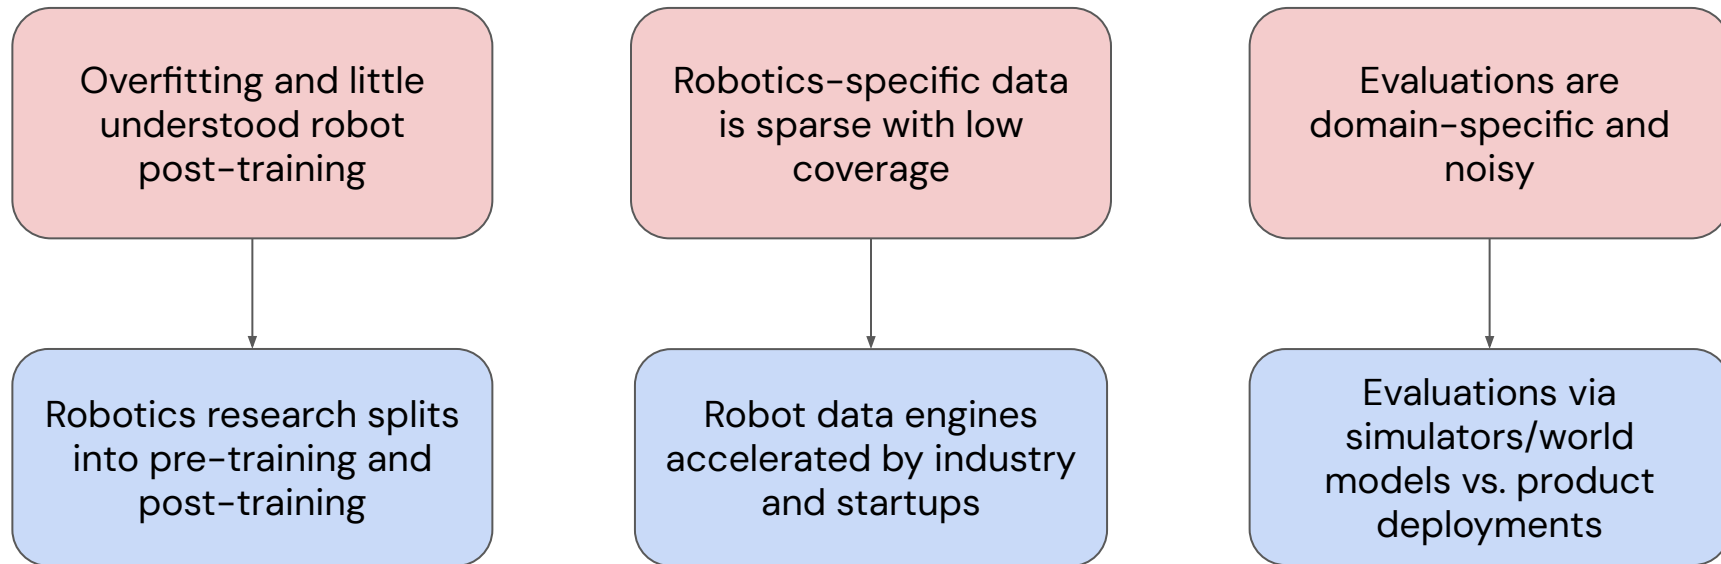 Overfitting and little
understood robot
post-training
Robotics-specific data
is sparse with low
coverage
Evaluations are
domain-specific and
noisy
Robotics research splits
into pre-training and
post-training
Robot data engines
accelerated by industry
and startups
Evaluations via
simulators/world
models vs. product
deployments